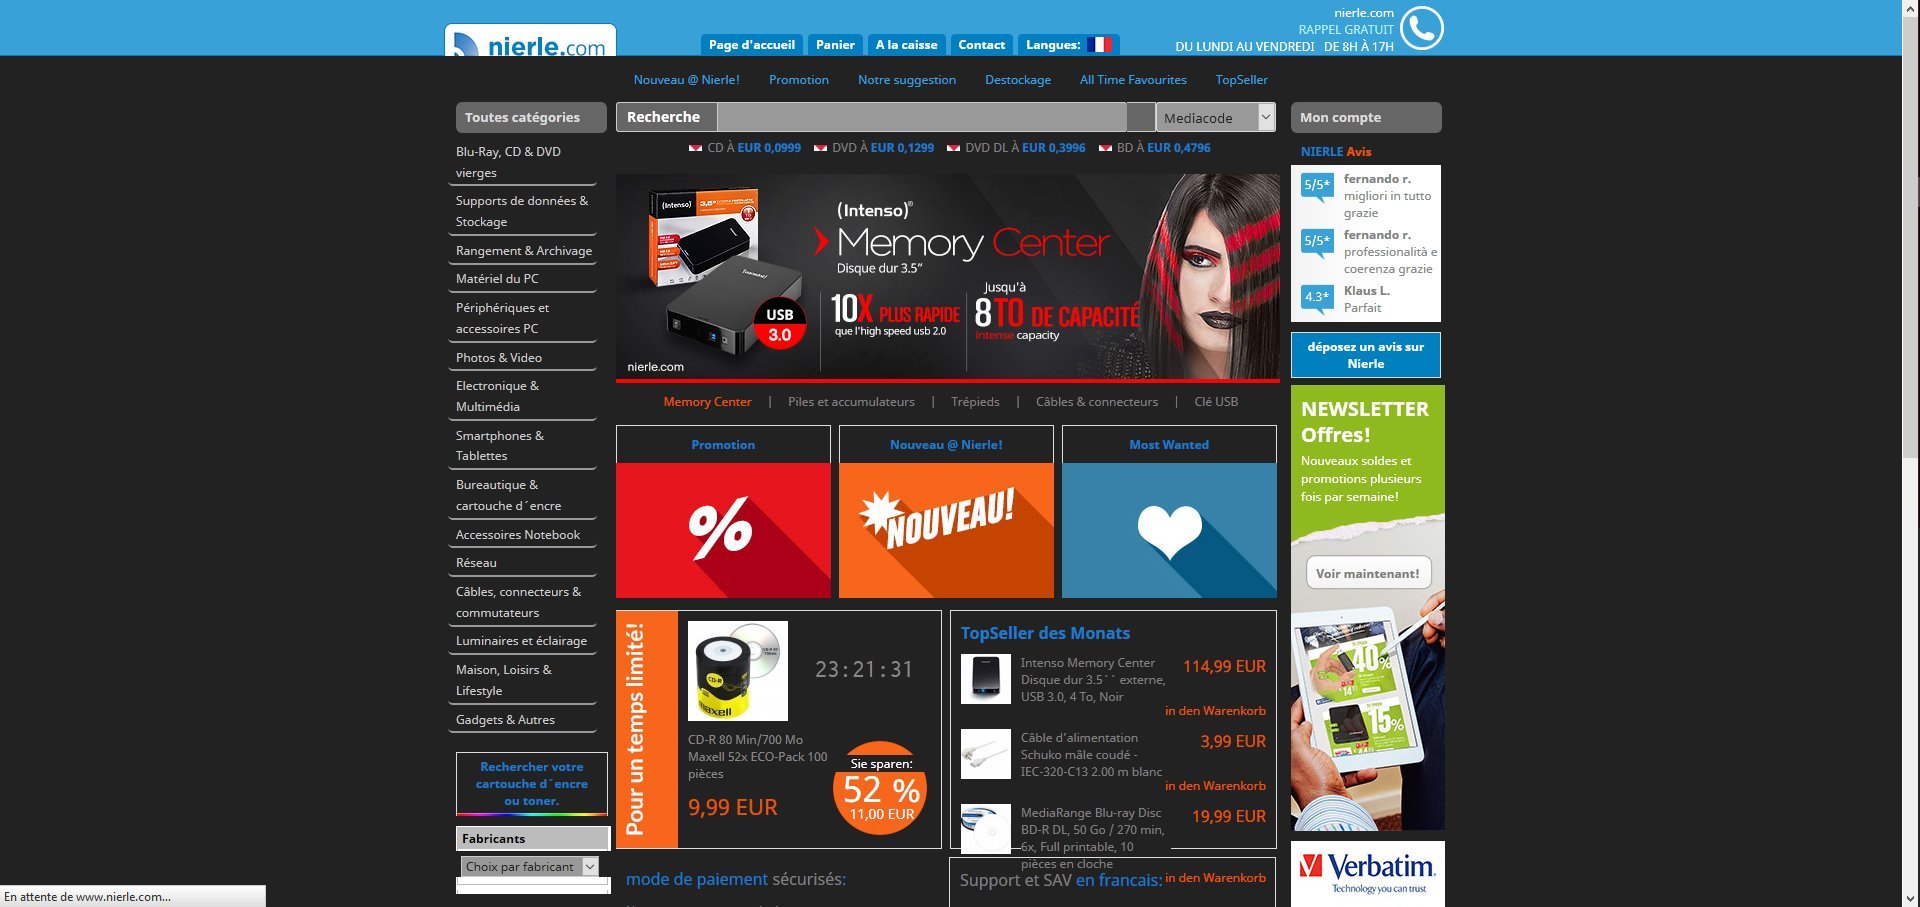 nierle.com
Page d'accueil
Panier
A la caisse
Contact
Langues:
nierle.com
RAPPEL GRATUIT
DU LUNDI AU VENDREDI DE 8H À 17H
Nouveau @ Nierle!
Promotion
Notre suggestion
Destockage
All Time Favourites
TopSeller
Toutes catégories
Blu-Ray, CD & DVD
vierges
Supports de données &
Stockage
Rangement & Archivage
Matériel du PC
Périphériques et
accessoires PC
Photos & Video
Electronique &
Multimédia
Smartphones &
Tablettes
Bureautique &
cartouche d´encre
Accessoires Notebook
Réseau
Câbles, connecteurs &
commutateurs
Luminaires et éclairage
Maison, Loisirs &
Lifestyle
Gadgets & Autres
Rechercher votre
cartouche d´encre
ou toner.
Fabricants
Choix par fabricant
Recherche
Mediacode
CD À EUR 0,0999
DVD À EUR 0,1299
DVD DL À EUR 0,3996
BD À EUR 0,4796
(Intenso)®
Memory Center
Disque dur 3.5”
10X PLUS RAPIDE
que l'high speed usb 2.0
Jusqu'à
8TO DE CAPACITÉ
intense capacity
USB
3.0
nierle.com
Memory Center | Piles et accumulateurs | Trépieds | Câbles & connecteurs | Clé USB
Promotion
%
Nouveau @ Nierle!
NOUVEAU!
Most Wanted
Pour un temps limité!
CD-R
maxell
23:21:31
CD-R 80 Min/700 Mo
Maxell 52x ECO-Pack 100
pièces
9,99 EUR
Sie sparen:
52 %
11,00 EUR
TopSeller des Monats
Intenso Memory Center
Disque dur 3.5´´ externe,
USB 3.0, 4 To, Noir
114,99 EUR
in den Warenkorb
Câble d’alimentation
Schuko mâle coudé -
IEC-320-C13 2.00 m blanc
3,99 EUR
in den Warenkorb
MediaRange Blu-ray Disc
BD-R DL, 50 Go / 270 min,
6x, Full printable, 10
pièces en cloche
19,99 EUR
in den Warenkorb
mode de paiement sécurisés:
Support et SAV en francais:
Mon compte
NIERLE Avis
5/5*
fernando r.
migliori in tutto
grazie
5/5*
fernando r.
professionalità e
coerenza grazie
4.3*
Klaus L.
Parfait
déposez un avis sur
Nierle
NEWSLETTER
Offres!
Nouveaux soldes et
promotions plusieurs
fois par semaine!
Voir maintenant!
40%
15%
Verbatim
Technology you can trust
En attente de www.nierle.com...